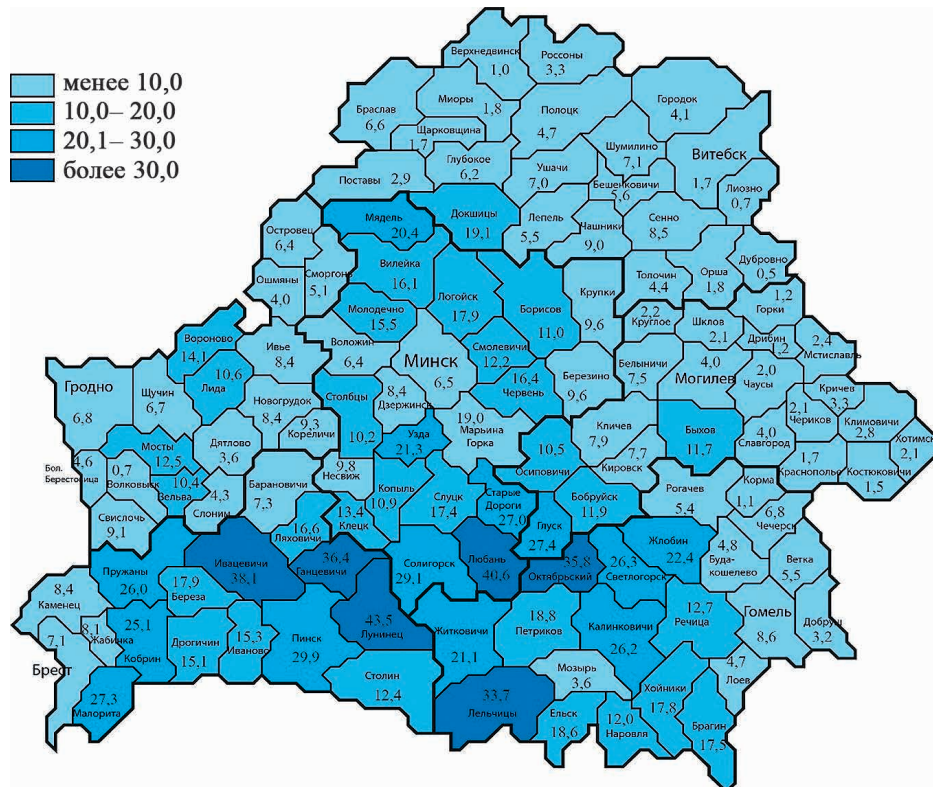 менее 10,0
10,0– 20,0
20,1– 30,0
более 30,0
Верхнедвинск
1,0
Россоны
3,3
Браслав
6,6
Миоры
1,8
Полоцк
4,7
Городок
4,1
Шарковщина
1,7
Глубокое
6,2
Ушачи
7,0
Шумилино
7,1
Витебск
1,7
Поставы 2,9
Бешенковичи
5,6
Лиозно
0,7
Мядель
20,4
Докшицы
19,1
Лепель
5,5
Чашники
9,0
Сенно
8,5
Островец
6,4
Вилейка
16,1
Дубровно
0,5
Ошмяны
4,0
Сморгонь
5,1
Логойск
17,9
Борисов
11,0
Крупки
9,6
Толочин
4,4
Орша
1,8
Молодечно
15,5
1,2
Горки
2,2
Круглое
Шклов
2,1
Дрибин
1,2
2,4
Мстиславль
Вороново
14,1
Ивье
8,4
Воложин
6,4
Минск
6,5
Смолевичи
12,2
16,4
Червень
Березино
9,6
Белыничи
7,5
4,0
Могилев
2,0
Чаусы
Гродно
6,8
Щучин
6,7
10,6
Лида
Новогрудок
8,4
9,3
Кореличи
Столбцы
10,2
8,4
Дзержинск
19,0
Марьина
Горка
Кричев
3,3
2,1
Чериков
Климовичи
2,8
Хотимск
2,1
Мосты
12,5
Дятлово
3,6
Узда
21,3
10,5
Осиповичи
Кличев
7,9
7,7
Кировск
Быхов
11,7
4,0
Славгород
1,7
Краснополье
Костюковичи
1,5
Бол.
Берестовица
4,6
0,7
Волковыск
10,4
Зельва
4,3
Слоним
Барановичи
7,3
9,8
Несвиж
Копыль
10,9
Слуцк
17,4
Старые
Дороги
27,0
Бобруйск
11,9
Рогачев
5,4
Корма
1,1
6,8
Чечерск
Свислочь
9,1
16,6
Ляховичи
13,4
Клецк
Глуск
27,4
Пружаны
26,0
Ивацевичи
38,1
36,4
Ганцевичи
Солигорск
29,1
Любань
40,6
35,8
Октябрьский
26,3
Светлогорск
Жлобин
22,4
4,8
Буда-
кошелево
Ветка
5,5
8,4
Каменец
17,9
Береза
43,5
Лунинец
7,1
8,1
Жабинка
25,1
Кобрин
Дрогичин
15,1
15,3
Иваново
Пинск
29,9
Житковичи
21,1
18,8
Петриков
Калинковичи
26,2
12,7
Речица
Гомель
8,6
Добруш
3,2
Брест
Столин
12,4
Мозырь
3,6
4,7
Лоев
27,3
Малорита
33,7
Лельчицы
Ельск
18,6
12,0
Наровля
Хойники
17,8
Брагин
17,5